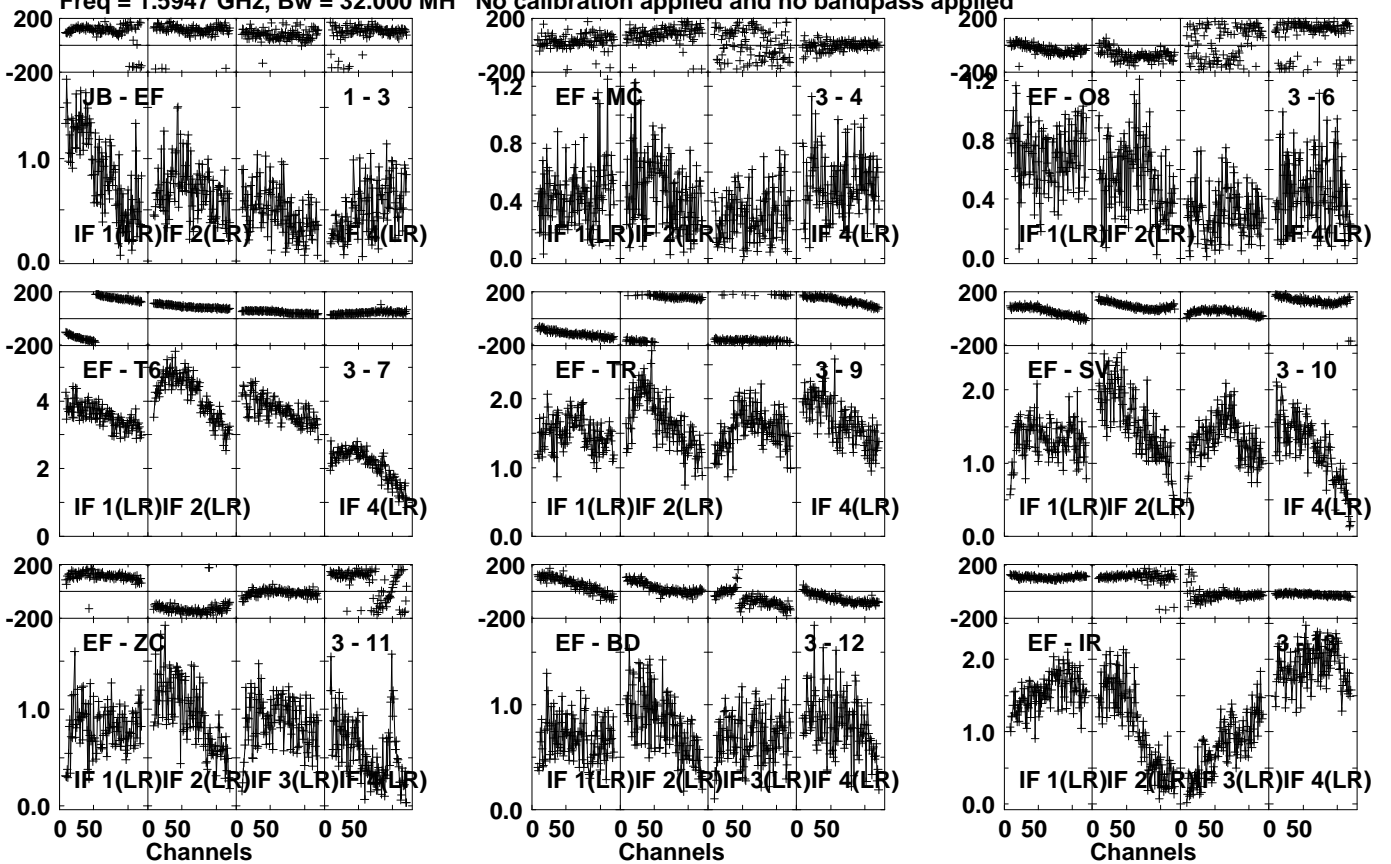 Freq = 1.5947 GHz, Bw = 32.000 MH No calibration applied and no bandpass applied
200
-200
JB - EF 1 - 3
1.0
0.0
IF 1(LR) IF 2(LR) IF 4(LR)
200
-200
EF - MC 3 - 4
1.2
0.8
0.4
0.0
IF 1(LR) IF 2(LR) IF 4(LR)
200
-200
EF - O8 3 - 6
1.2
0.8
0.4
0.0
IF 1(LR) IF 2(LR) IF 4(LR)
200
-200
EF - T6 3 - 7
4
2
0
IF 1(LR) IF 2(LR) IF 4(LR)
200
-200
EF - TR 3 - 9
2.0
1.0
0.0
IF 1(LR) IF 2(LR) IF 4(LR)
200
-200
EF - SV 3 - 10
2.0
1.0
0.0
IF 1(LR) IF 2(LR) IF 4(LR)
200
-200
EF - ZC 3 - 11
1.0
0.0
IF 1(LR) IF 2(LR) IF 3(LR) IF 4(LR)
0 50 0 50 0 50 0 50
Channels
200
-200
EF - BD 3 - 12
1.0
0.0
IF 1(LR) IF 2(LR) IF 3(LR) IF 4(LR)
0 50 0 50 0 50 0 50
Channels
200
-200
EF - IR 3 - 13
2.0
1.0
0.0
IF 1(LR) IF 2(LR) IF 3(LR) IF 4(LR)
0 50 0 50 0 50 0 50
Channels